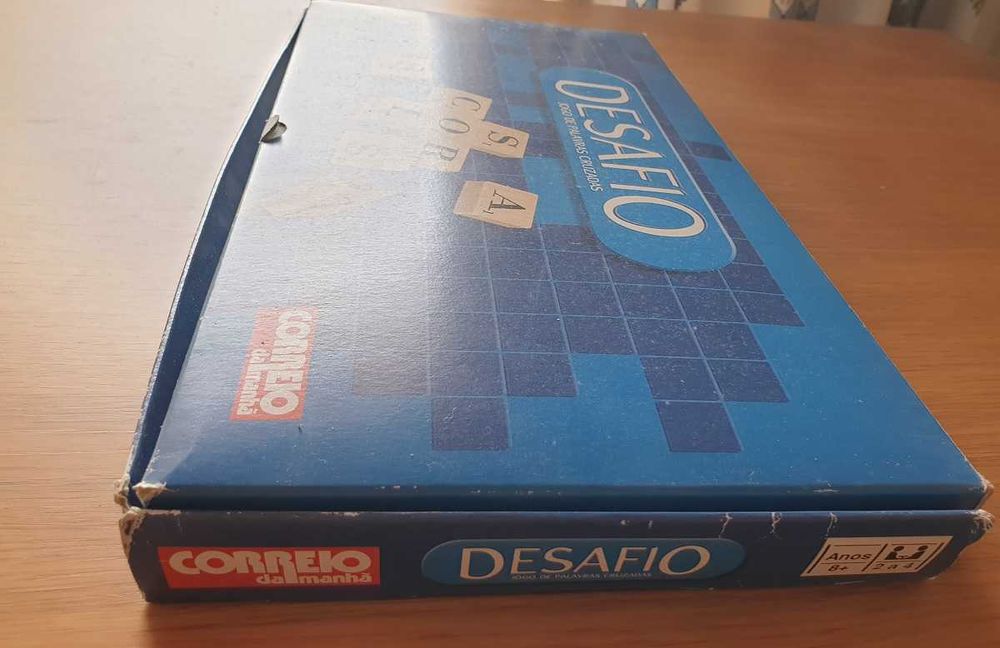 DESAFIO
JOGO DE PALAVRAS CRUZADAS
C
S
O
A
CORREIO
da manhã
CORREIO
da manhã
DESAFIO
JOGO DE PALAVRAS CRUZADAS
Anos
8+
2 a 4